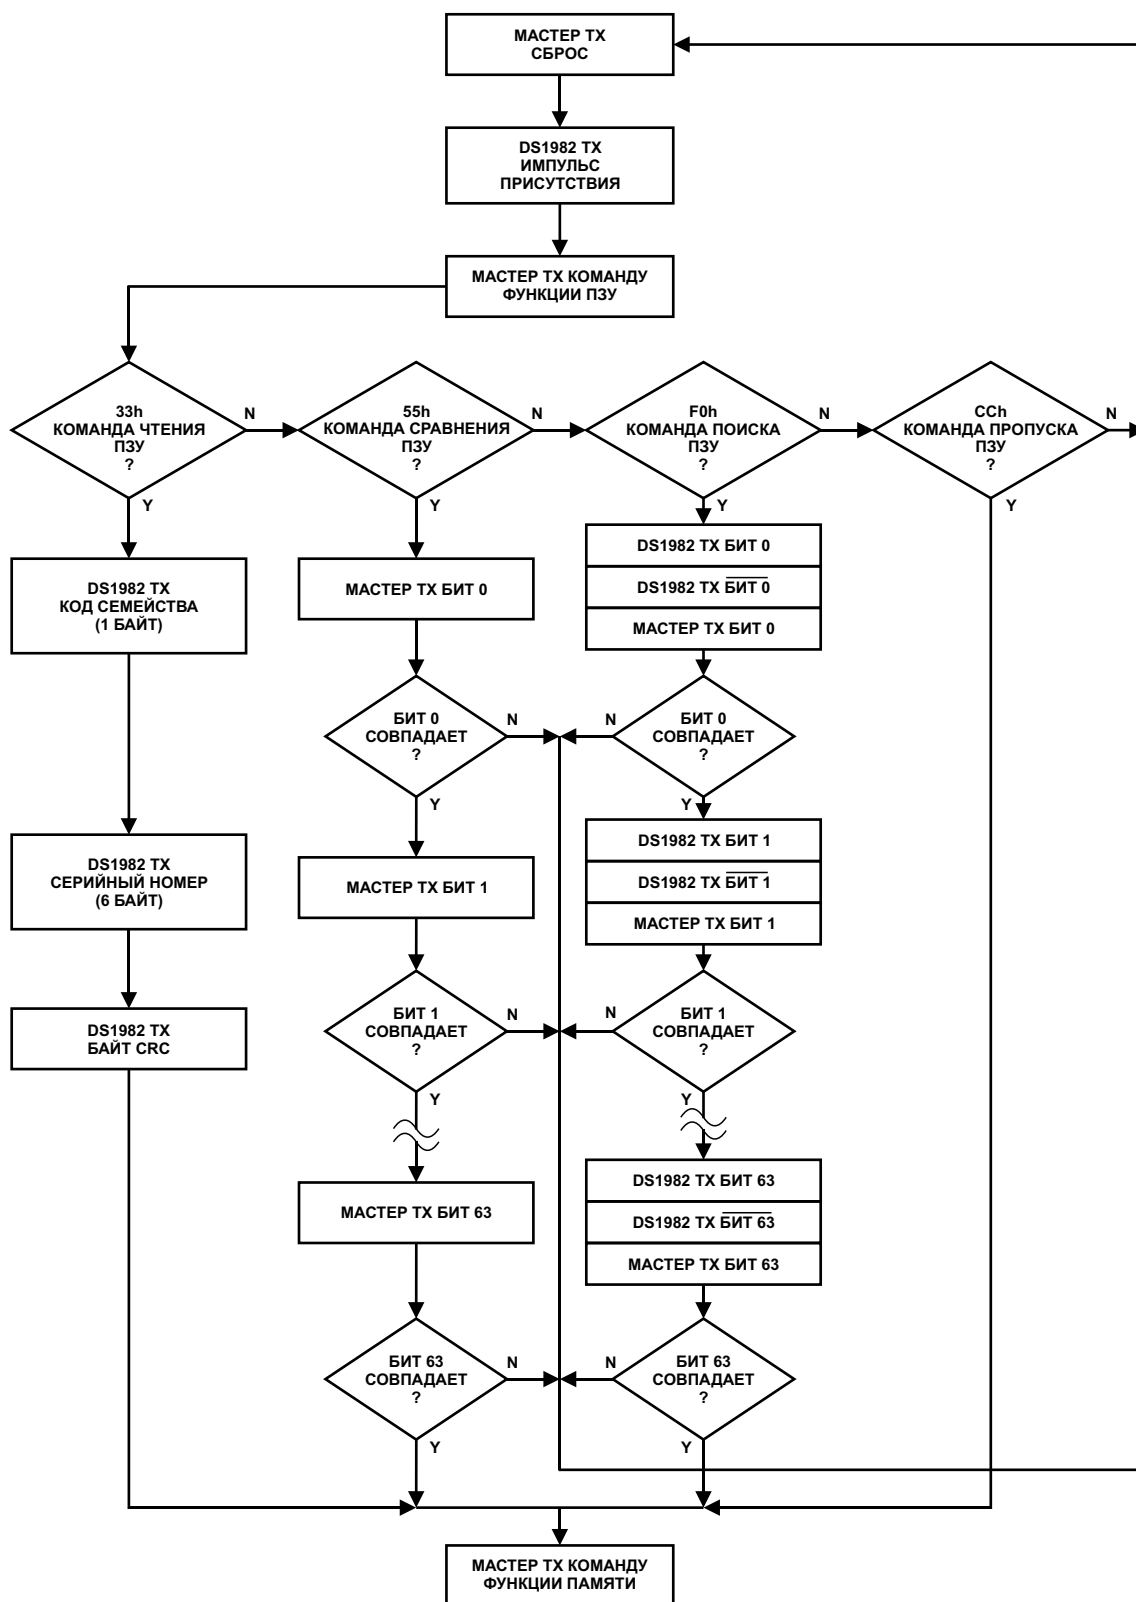 МАСТЕР TX
СБРОС
DS1982 TX
ИМПУЛЬС
ПРИСУТСТВИЯ
МАСТЕР TX КОМАНДУ
ФУНКЦИИ ПЗУ
33h
КОМАНДА ЧТЕНИЯ
ПЗУ
?
N
Y
55h
КОМАНДА СРАВНЕНИЯ
ПЗУ
?
N
Y
F0h
КОМАНДА ПОИСКА
ПЗУ
?
N
Y
CCh
КОМАНДА ПРОПУСКА
ПЗУ
?
N
Y
DS1982 TX
КОД СЕМЕЙСТВА
(1 БАЙТ)
DS1982 TX
СЕРИЙНЫЙ НОМЕР
(6 БАЙТ)
DS1982 TX
БАЙТ CRC
МАСТЕР TX БИТ 0
БИТ 0
СОВПАДАЕТ
?
N
Y
МАСТЕР TX БИТ 1
БИТ 1
СОВПАДАЕТ
?
N
Y
МАСТЕР TX БИТ 63
БИТ 63
СОВПАДАЕТ
?
N
Y
DS1982 TX БИТ 0
DS1982 TX БИТ 0
МАСТЕР TX БИТ 0
N
БИТ 0
СОВПАДАЕТ
?
Y
DS1982 TX БИТ 1
DS1982 TX БИТ 1
МАСТЕР TX БИТ 1
N
БИТ 1
СОВПАДАЕТ
?
Y
DS1982 TX БИТ 63
DS1982 TX БИТ 63
МАСТЕР TX БИТ 63
N
БИТ 63
СОВПАДАЕТ
?
Y
МАСТЕР TX КОМАНДУ
ФУНКЦИИ ПАМЯТИ